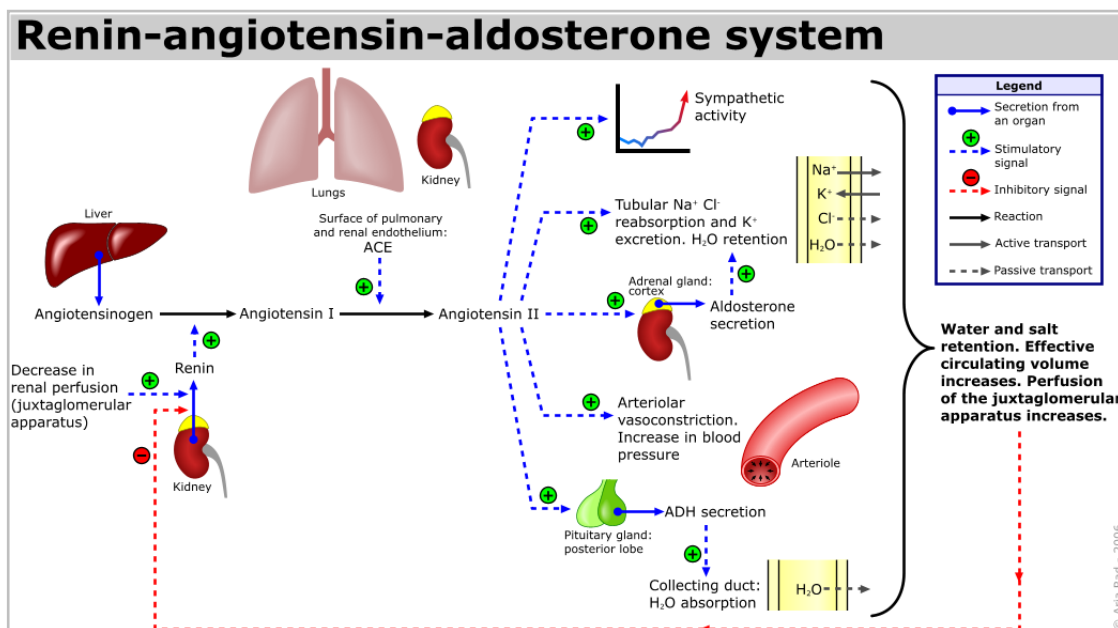 Renin-angiotensin-aldosterone system
Lungs
Kidney
Surface of pulmonary
and renal endothelium:
ACE
Liver
Angiotensinogen
Angiotensin I
Angiotensin II
Renin
Decrease in
renal perfusion
(juxtaglomerular
apparatus)
Kidney
Sympathetic
activity
Tubular Na⁺ Cl⁻
reabsorption and K⁺
excretion. H₂O retention
Adrenal gland:
cortex
Aldosterone
secretion
Arteriolar
vasoconstriction.
Increase in blood
pressure
Arteriole
Pituitary gland:
posterior lobe
ADH secretion
Collecting duct:
H₂O absorption
H₂O
Na⁺
K⁺
Cl⁻
H₂O
Legend
Secretion from
an organ
Stimulatory
signal
Inhibitory signal
Reaction
Active transport
Passive transport
Water and salt
retention. Effective
circulating volume
increases. Perfusion
of the juxtaglomerular
apparatus increases.